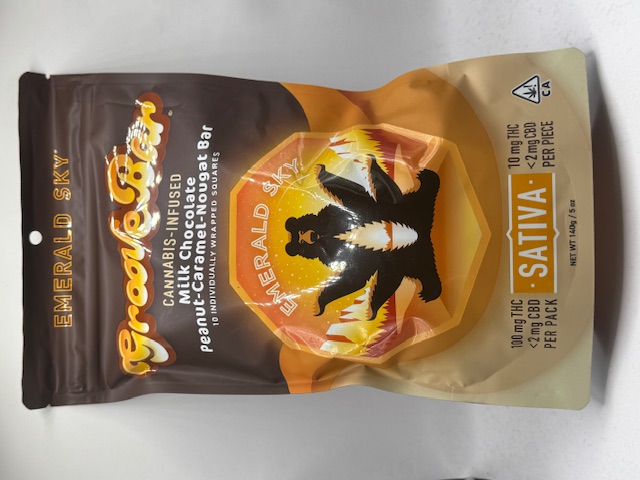 EMERALD SKY
Groove Bar
CANNABIS-INFUSED
Milk Chocolate
Peanut-Caramel-Nougat Bar
10 INDIVIDUALLY WRAPPED SQUARES
EMERALD SKY
100 mg THC
<2 mg CBD
PER PACK
· SATIVA ·
10 mg THC
<2 mg CBD
PER PIECE
CA
NET WT 140g / 5 oz